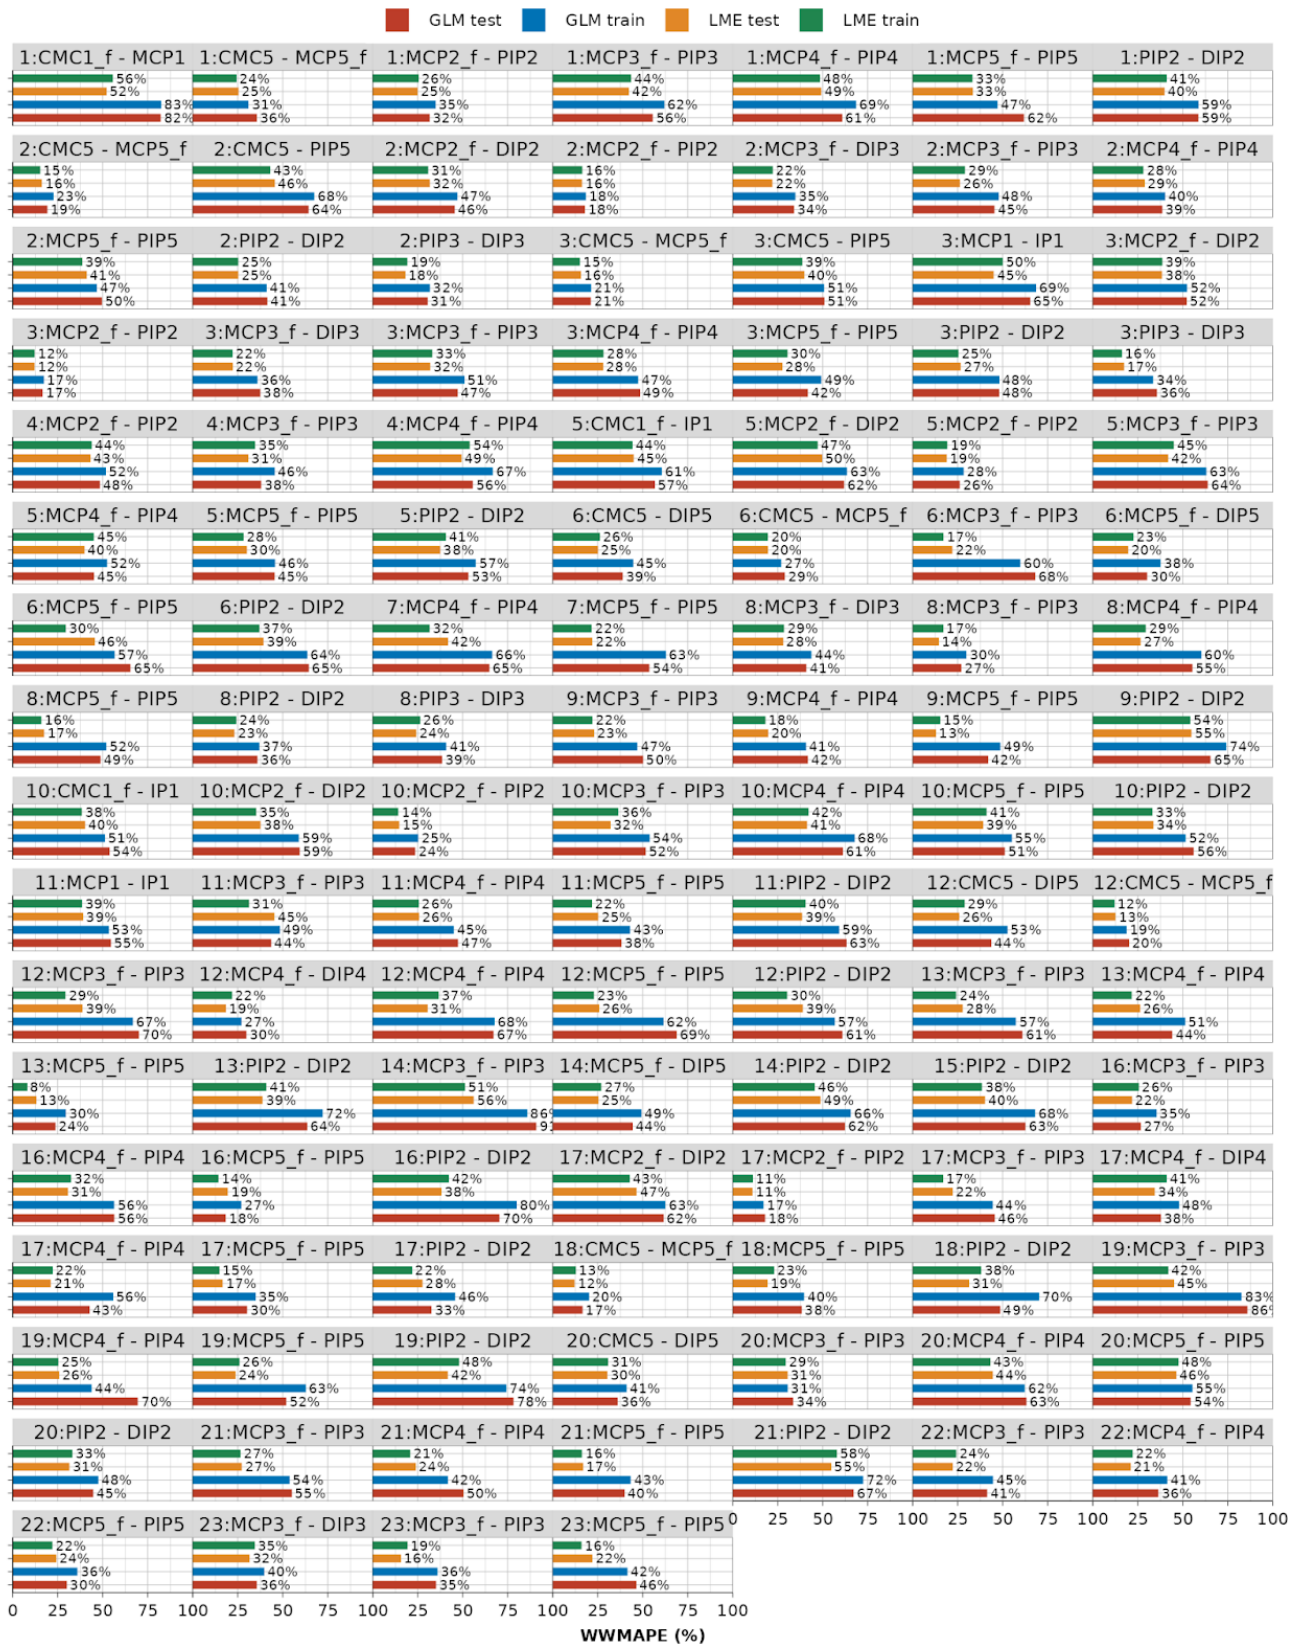 GLM test GLM train LME test LME train
1:CMC1_f - MCP1 1:CMC5 - MCP5_f 1:MCP2_f - PIP2 1:MCP3_f - PIP3 1:MCP4_f - PIP4 1:MCP5_f - PIP5 1:PIP2 - DIP2
56% 24% 26% 44% 48% 33% 41%
52% 25% 25% 42% 49% 33% 40%
83% 31% 35% 62% 69% 47% 59%
82% 36% 32% 56% 61% 62% 59%
2:CMC5 - MCP5_f 2:CMC5 - PIP5 2:MCP2_f - DIP2 2:MCP2_f - PIP2 2:MCP3_f - DIP3 2:MCP3_f - PIP3 2:MCP4_f - PIP4
15% 43% 31% 16% 22% 29% 28%
16% 46% 32% 16% 22% 26% 29%
23% 68% 47% 18% 35% 48% 40%
19% 64% 46% 18% 34% 45% 39%
2:MCP5_f - PIP5 2:PIP2 - DIP2 2:PIP3 - DIP3 3:CMC5 - MCP5_f 3:CMC5 - PIP5 3:MCP1 - IP1 3:MCP2_f - DIP2
39% 25% 19% 15% 39% 50% 39%
41% 25% 18% 16% 40% 45% 38%
47% 41% 32% 21% 51% 69% 52%
50% 41% 31% 21% 51% 65% 52%
3:MCP2_f - PIP2 3:MCP3_f - DIP3 3:MCP3_f - PIP3 3:MCP4_f - PIP4 3:MCP5_f - PIP5 3:PIP2 - DIP2 3:PIP3 - DIP3
12% 22% 33% 28% 30% 25% 16%
12% 22% 32% 28% 28% 27% 17%
17% 36% 51% 47% 49% 48% 34%
17% 38% 47% 49% 42% 48% 36%
4:MCP2_f - PIP2 4:MCP3_f - PIP3 4:MCP4_f - PIP4 5:CMC1_f - IP1 5:MCP2_f - DIP2 5:MCP2_f - PIP2 5:MCP3_f - PIP3
44% 35% 54% 44% 47% 19% 45%
43% 31% 49% 45% 50% 19% 42%
52% 46% 67% 61% 63% 28% 63%
48% 38% 56% 57% 62% 26% 64%
5:MCP4_f - PIP4 5:MCP5_f - PIP5 5:PIP2 - DIP2 6:CMC5 - DIP5 6:CMC5 - MCP5_f 6:MCP3_f - PIP3 6:MCP5_f - DIP5
45% 28% 41% 26% 20% 17% 23%
40% 30% 38% 25% 20% 22% 20%
52% 46% 57% 45% 27% 60% 38%
45% 45% 53% 39% 29% 68% 30%
6:MCP5_f - PIP5 6:PIP2 - DIP2 7:MCP4_f - PIP4 7:MCP5_f - PIP5 8:MCP3_f - DIP3 8:MCP3_f - PIP3 8:MCP4_f - PIP4
30% 37% 32% 22% 29% 17% 29%
46% 39% 42% 22% 28% 14% 27%
57% 64% 66% 63% 44% 30% 60%
65% 65% 65% 54% 41% 27% 55%
8:MCP5_f - PIP5 8:PIP2 - DIP2 8:PIP3 - DIP3 9:MCP3_f - PIP3 9:MCP4_f - PIP4 9:MCP5_f - PIP5 9:PIP2 - DIP2
16% 24% 26% 22% 18% 15% 54%
17% 23% 24% 23% 20% 13% 55%
52% 37% 41% 47% 41% 49% 74%
49% 36% 39% 50% 42% 42% 65%
10:CMC1_f - IP1 10:MCP2_f - DIP2 10:MCP2_f - PIP2 10:MCP3_f - PIP3 10:MCP4_f - PIP4 10:MCP5_f - PIP5 10:PIP2 - DIP2
38% 35% 14% 36% 42% 41% 33%
40% 38% 15% 32% 41% 39% 34%
51% 59% 25% 54% 68% 55% 52%
54% 59% 24% 52% 61% 51% 56%
11:MCP1 - IP1 11:MCP3_f - PIP3 11:MCP4_f - PIP4 11:MCP5_f - PIP5 11:PIP2 - DIP2 12:CMC5 - DIP5 12:CMC5 - MCP5_f
39% 31% 26% 22% 40% 29% 12%
39% 45% 26% 25% 39% 26% 13%
53% 49% 45% 43% 59% 53% 19%
55% 44% 47% 38% 63% 44% 20%
12:MCP3_f - PIP3 12:MCP4_f - DIP4 12:MCP4_f - PIP4 12:MCP5_f - PIP5 12:PIP2 - DIP2 13:MCP3_f - PIP3 13:MCP4_f - PIP4
29% 22% 37% 23% 30% 24% 22%
39% 19% 31% 26% 39% 28% 26%
67% 27% 68% 62% 57% 57% 51%
70% 30% 67% 69% 61% 61% 44%
13:MCP5_f - PIP5 13:PIP2 - DIP2 14:MCP3_f - PIP3 14:MCP5_f - DIP5 14:PIP2 - DIP2 15:PIP2 - DIP2 16:MCP3_f - PIP3
8% 41% 51% 27% 46% 38% 26%
13% 39% 56% 25% 49% 40% 22%
30% 72% 86% 49% 66% 68% 35%
24% 64% 91 44% 62% 63% 27%
16:MCP4_f - PIP4 16:MCP5_f - PIP5 16:PIP2 - DIP2 17:MCP2_f - DIP2 17:MCP2_f - PIP2 17:MCP3_f - PIP3 17:MCP4_f - DIP4
32% 14% 42% 43% 11% 17% 41%
31% 19% 38% 47% 11% 22% 34%
56% 27% 80% 63% 17% 44% 48%
56% 18% 70% 62% 18% 46% 38%
17:MCP4_f - PIP4 17:MCP5_f - PIP5 17:PIP2 - DIP2 18:CMC5 - MCP5_f 18:MCP5_f - PIP5 18:PIP2 - DIP2 19:MCP3_f - PIP3
22% 15% 22% 13% 23% 38% 42%
21% 17% 28% 12% 19% 31% 45%
56% 35% 46% 20% 40% 70% 83%
43% 30% 33% 17% 38% 49% 86%
19:MCP4_f - PIP4 19:MCP5_f - PIP5 19:PIP2 - DIP2 20:CMC5 - DIP5 20:MCP3_f - PIP3 20:MCP4_f - PIP4 20:MCP5_f - PIP5
25% 26% 48% 31% 29% 43% 48%
26% 24% 42% 30% 31% 44% 46%
44% 63% 74% 41% 31% 62% 55%
70% 52% 78% 36% 34% 63% 54%
20:PIP2 - DIP2 21:MCP3_f - PIP3 21:MCP4_f - PIP4 21:MCP5_f - PIP5 21:PIP2 - DIP2 22:MCP3_f - PIP3 22:MCP4_f - PIP4
33% 27% 21% 16% 58% 24% 22%
31% 27% 24% 17% 55% 22% 21%
48% 54% 42% 43% 72% 45% 41%
45% 55% 50% 40% 67% 41% 36%
0 25 50 75 100 25 50 75 100 25 50 75 100
22:MCP5_f - PIP5 23:MCP3_f - DIP3 23:MCP3_f - PIP3 23:MCP5_f - PIP5
22% 35% 19% 16%
24% 32% 16% 22%
36% 40% 36% 42%
30% 36% 35% 46%
0 25 50 75 100 25 50 75 100 25 50 75 100 25 50 75 100
WWMAPE (%)